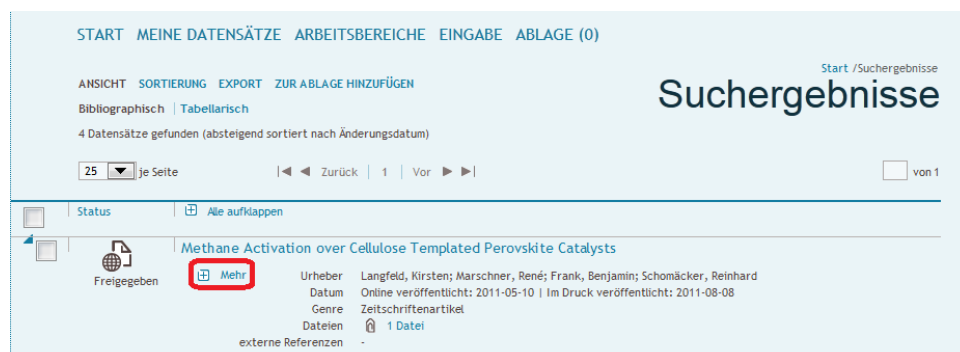 START MEINE DATENSÄTZE ARBEITSBEREICHE EINGABE ABLAGE (0)
Start /Suchergebnisse
Suchergebnisse
ANSICHT SORTIERUNG EXPORT ZUR ABLAGE HINZUFÜGEN
Bibliographisch | Tabellarisch
4 Datensätze gefunden (absteigend sortiert nach Änderungsdatum)
25 je Seite Zurück | 1 | Vor von 1
Status Alle aufklappen
Methane Activation over Cellulose Templated Perovskite Catalysts
Freigegeben
Mehr Urheber Langfeld, Kirsten; Marschner, René; Frank, Benjamin; Schomäcker, Reinhard
Datum Online veröffentlicht: 2011-05-10 | Im Druck veröffentlicht: 2011-08-08
Genre Zeitschriftenartikel
Dateien 1 Datei
externe Referenzen -